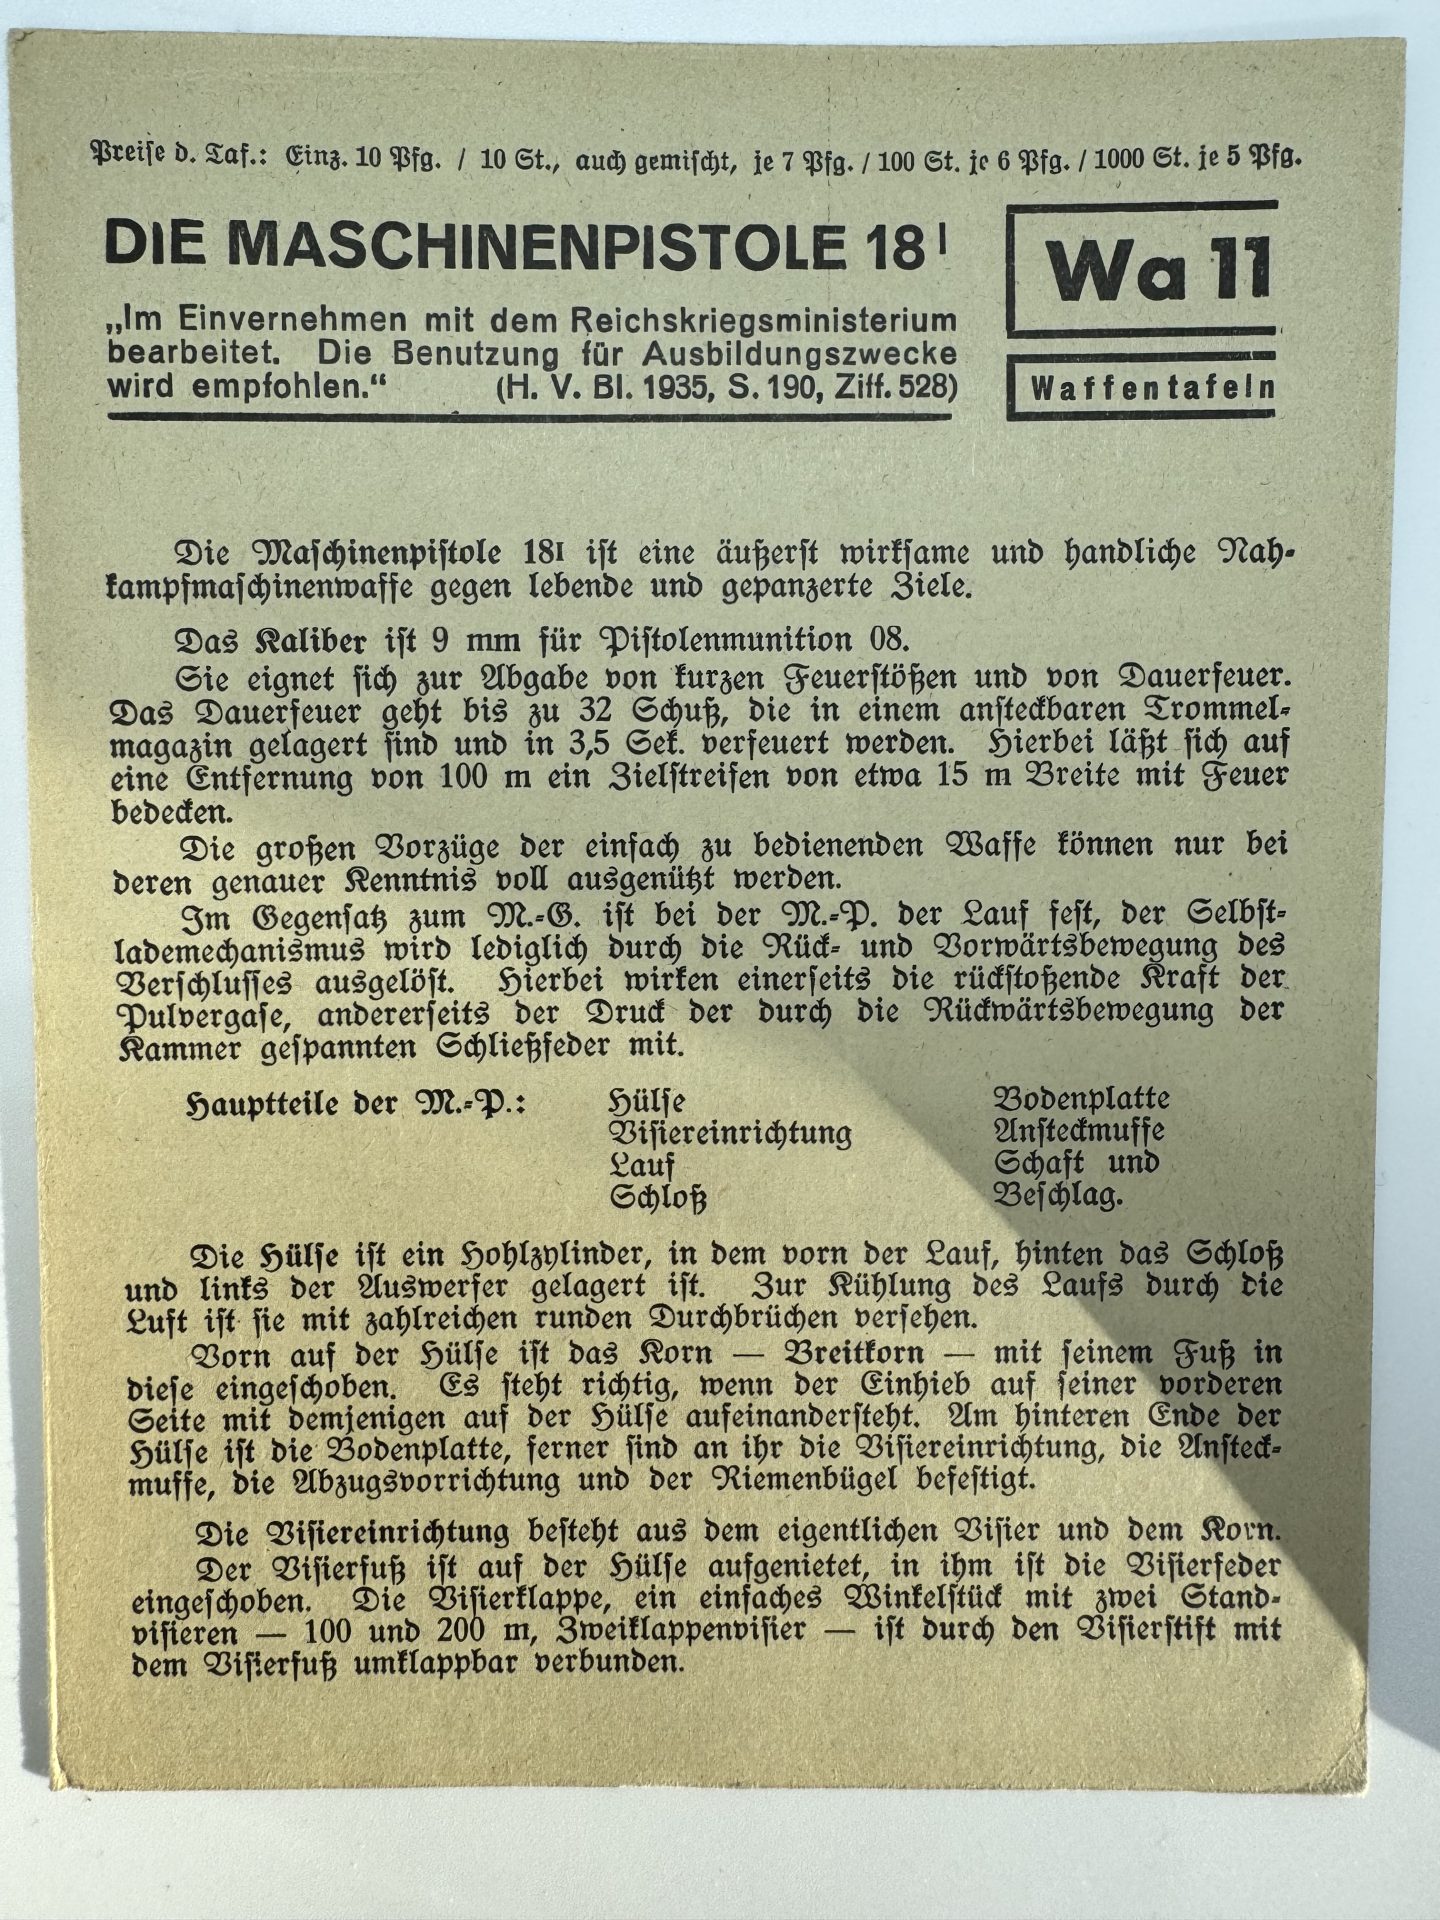 Preise d. Taf.: Einz. 10 Pfg. / 10 St., auch gemischt, je 7 Pfg. / 100 St. je 6 Pfg. / 1000 St. je 5 Pfg.
DIE MASCHINENPISTOLE 18 I
Wa 11
„Im Einvernehmen mit dem Reichskriegsministerium
bearbeitet. Die Benutzung für Ausbildungszwecke
wird empfohlen.“ (H. V. Bl. 1935, S. 190, Ziff. 528)
Waffentafeln
Die Maschinenpistole 18I ist eine äußerst wirksame und handliche Nah-
kampfmaschinenwaffe gegen lebende und gepanzerte Ziele.
Das Kaliber ist 9 mm für Pistolenmunition 08.
Sie eignet sich zur Abgabe von kurzen Feuerstößen und von Dauerfeuer.
Das Dauerfeuer geht bis zu 32 Schuß, die in einem ansteckbaren Trommel-
magazin gelagert sind und in 3,5 Sek. verfeuert werden. Hierbei läßt sich auf
eine Entfernung von 100 m ein Zielstreifen von etwa 15 m Breite mit Feuer
bedecken.
Die großen Vorzüge der einfach zu bedienenden Waffe können nur bei
deren genauer Kenntnis voll ausgenützt werden.
Im Gegensatz zum M.-G. ist bei der M.-P. der Lauf fest, der Selbst-
lademechanismus wird lediglich durch die Rück- und Vorwärtsbewegung des
Verschlusses ausgelöst. Hierbei wirken einerseits die rückstoßende Kraft der
Pulvergase, andererseits der Druck der durch die Rückwärtsbewegung der
Kammer gespannten Schließfeder mit.
Hauptteile der M.-P.: Hülse Bodenplatte
Visiereinrichtung Ansteckmuffe
Lauf Schaft und
Schloß Beschlag.
Die Hülse ist ein Hohlzylinder, in dem vorn der Lauf, hinten das Schloß
und links der Auswerfer gelagert ist. Zur Kühlung des Laufs durch die
Luft ist sie mit zahlreichen runden Durchbrüchen versehen.
Vorn auf der Hülse ist das Korn — Breitkorn — mit seinem Fuß in
diese eingeschoben. Es steht richtig, wenn der Einhieb auf seiner vorderen
Seite mit demjenigen auf der Hülse aufeinandersteht. Am hinteren Ende der
Hülse ist die Bodenplatte, ferner sind an ihr die Visiereinrichtung, die Ansteck-
muffe, die Abzugsvorrichtung und der Riemenbügel befestigt.
Die Visiereinrichtung besteht aus dem eigentlichen Visier und dem Korn.
Der Visierfuß ist auf der Hülse aufgenietet, in ihm ist die Visierfeder
eingeschoben. Die Visierklappe, ein einfaches Winkelstück mit zwei Stand-
visieren — 100 und 200 m, Zweiklappenvisier — ist durch den Visierstift mit
dem Visierfuß umklappbar verbunden.